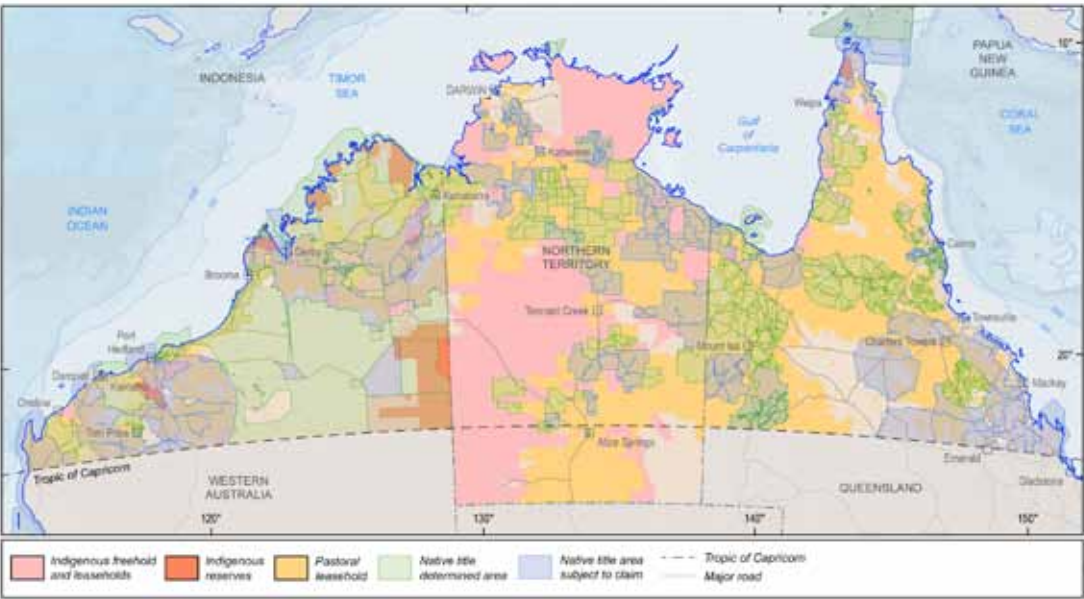 INDONESIA
TIMOR
SEA
DARWIN
PAPUA
NEW
GUINEA
10°
CORAL
SEA
Weipa
Gulf
of
Carpentaria
Katherine
Kununurra
INDIAN
OCEAN
Derby
Broome
NORTHERN
TERRITORY
Cairns
Tennant Creek
Port
Hedland
Mount Isa
Charters Towers
Townsville
20°
Dampier
Karratha
Mackay
Onslow
Tom Price
Alice Springs
Emerald
Tropic of Capricorn
WESTERN
AUSTRALIA
QUEENSLAND
Gladstone
120°
130°
140°
150°
Indigenous freehold
and leaseholds
Indigenous
reserves
Pastoral
leasehold
Native title
determined area
Native title area
subject to claim
Tropic of Capricorn
Major road